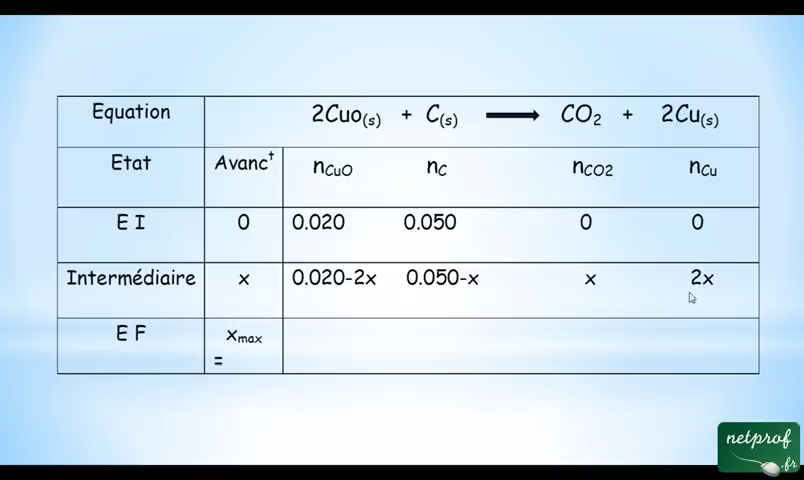 Equation 2Cuo(s) + C(s) → CO2 + 2Cu(s)
Etat Avanct nCuO nC nCO2 nCu
E I 0 0.020 0.050 0 0
Intermédiaire x 0.020-2x 0.050-x x 2x
E F xmax
=
netprof
.fr